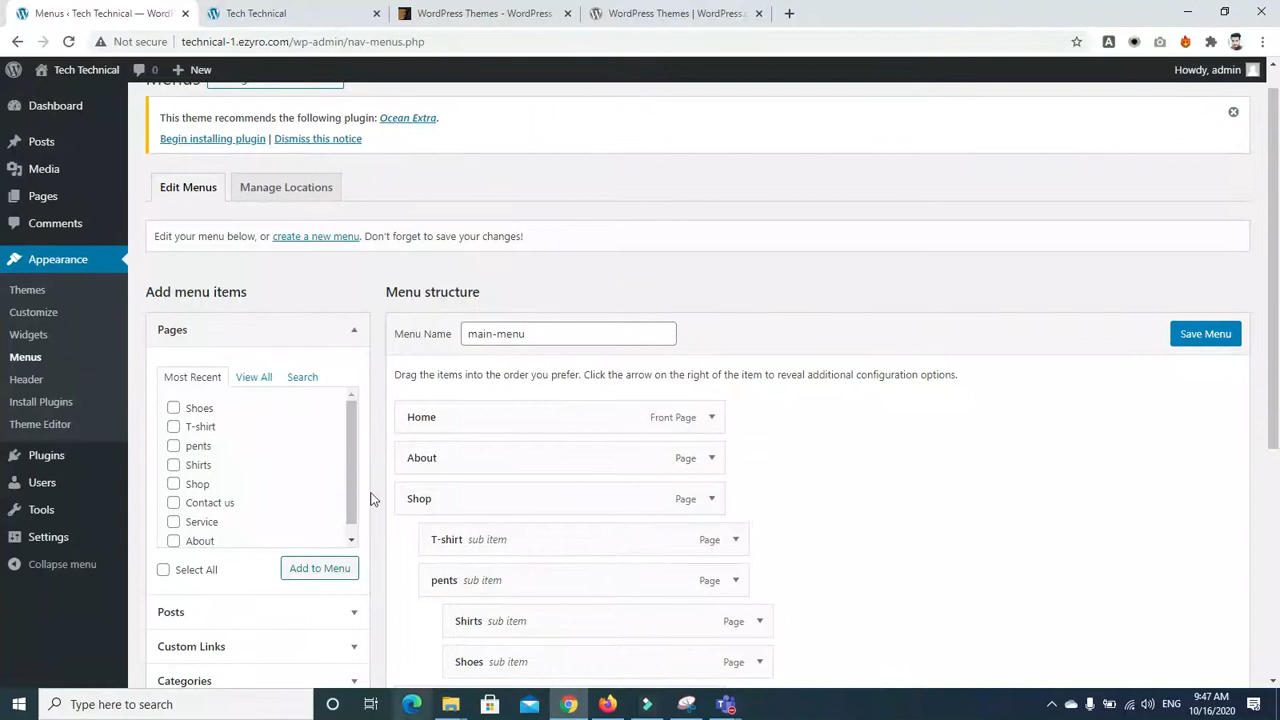 Menus ‹ Tech Technical — WordPr
Tech Technical
WordPress Themes - WordPress
WordPress Themes | WordPress.o
Not secure
technical-1.ezyro.com/wp-admin/nav-menus.php
Tech Technical
0
New
Howdy, admin
Menus
Dashboard
Posts
Media
Pages
Comments
Appearance
Themes
Customize
Widgets
Menus
Header
Install Plugins
Theme Editor
Plugins
Users
Tools
Settings
Collapse menu
This theme recommends the following plugin: Ocean Extra.
Begin installing plugin | Dismiss this notice
Edit Menus
Manage Locations
Edit your menu below, or create a new menu. Don't forget to save your changes!
Add menu items
Pages
Most Recent
View All
Search
Shoes
T-shirt
pents
Shirts
Shop
Contact us
Service
About
Select All
Add to Menu
Posts
Custom Links
Categories
Menu structure
Menu Name
main-menu
Save Menu
Drag the items into the order you prefer. Click the arrow on the right of the item to reveal additional configuration options.
Home Front Page
About Page
Shop Page
T-shirt sub item Page
pents sub item Page
Shirts sub item Page
Shoes sub item Page
Type here to search
ENG
9:47 AM
10/16/2020